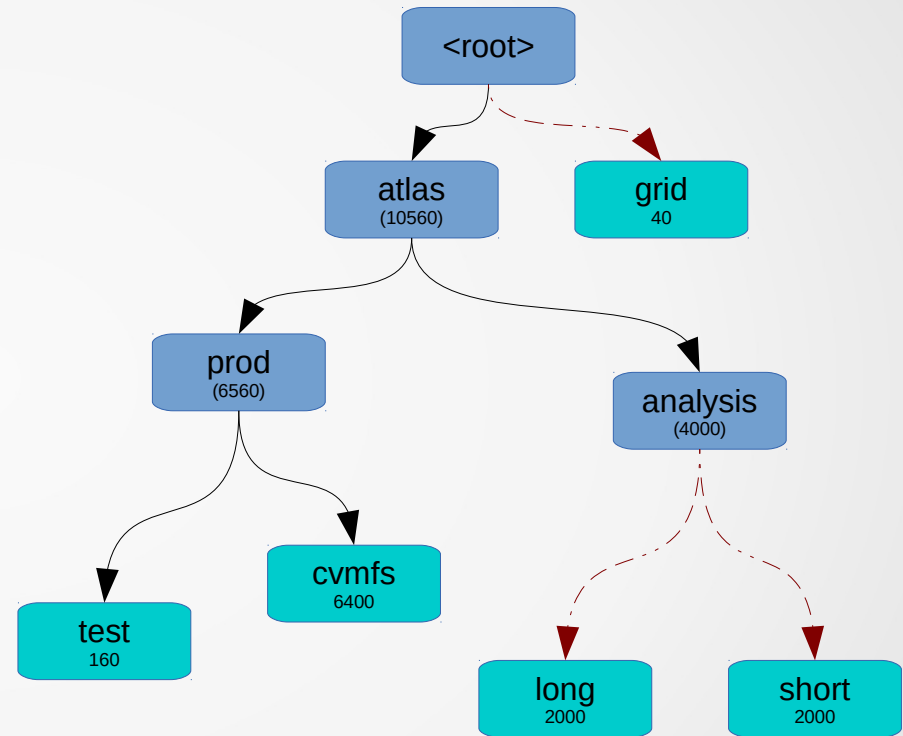 <root>
atlas
(10560)
grid
40
prod
(6560)
analysis
(4000)
cvmfs
6400
test
160
long
2000
short
2000